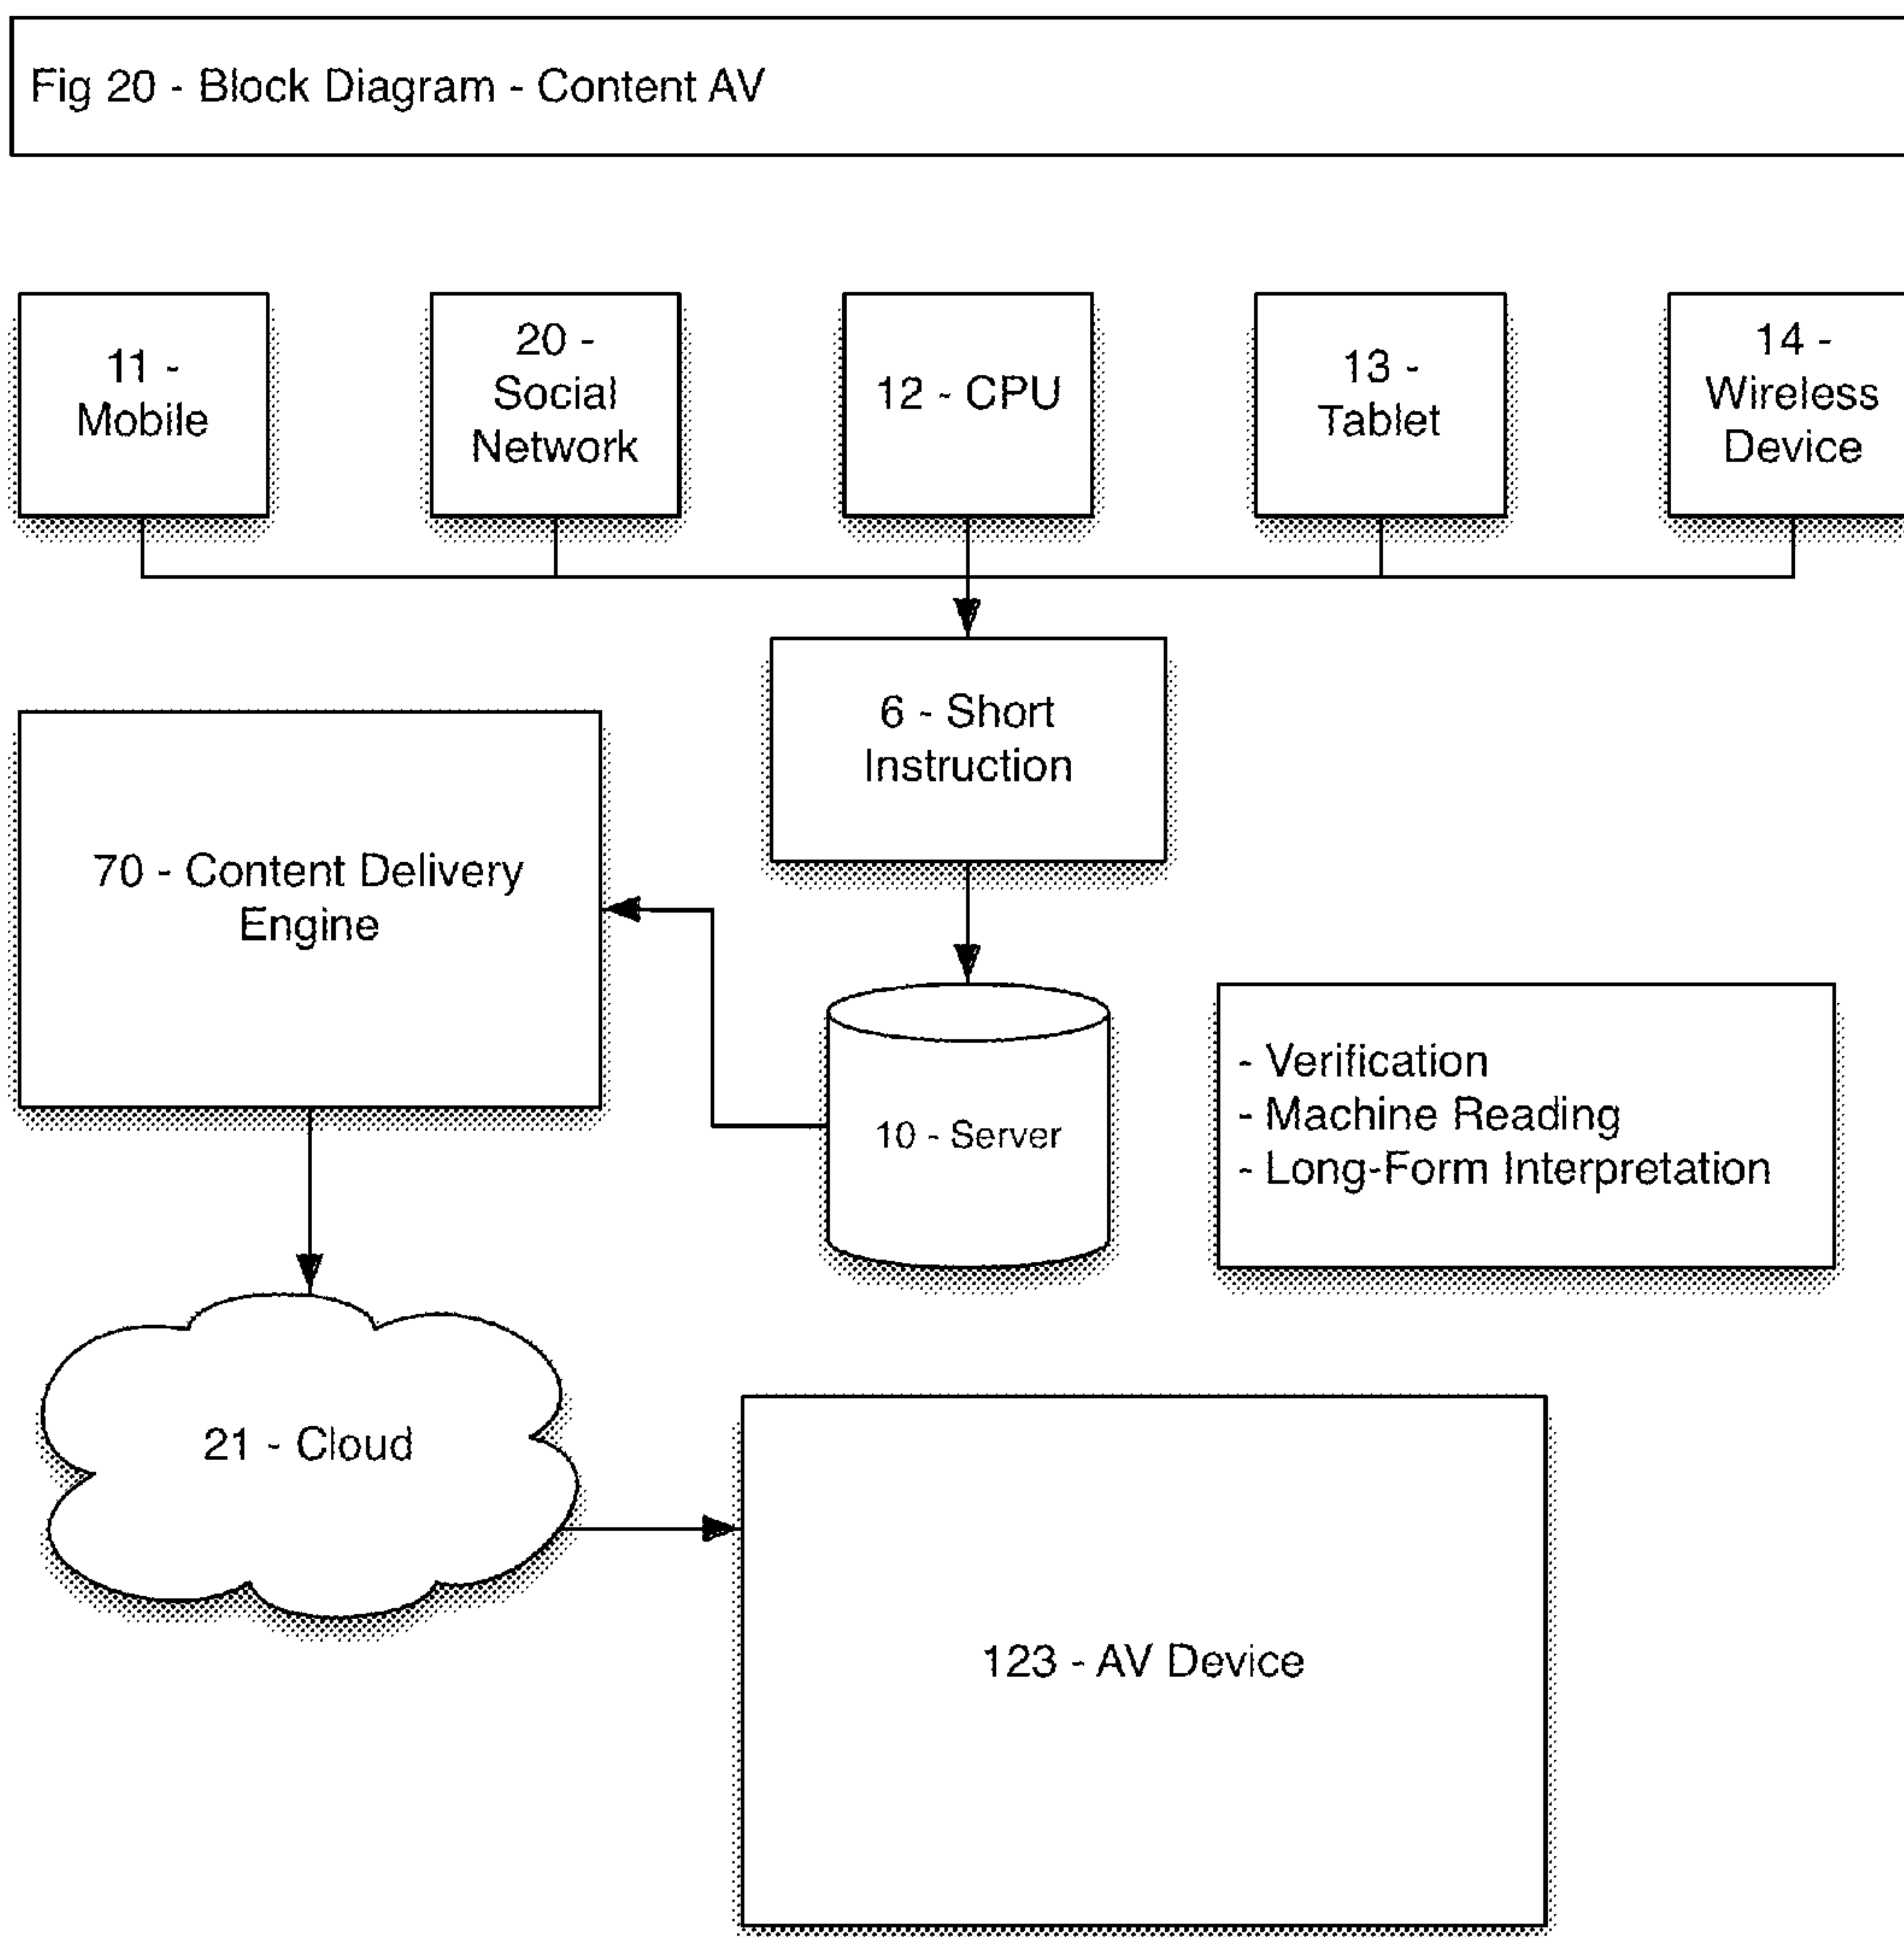 Fig 20 - Block Diagram - Content AV
11 -
Mobile
20 -
Social
Network
12 - CPU
13 -
Tablet
14 -
Wireless
Device
6 - Short
Instruction
70 - Content Delivery
Engine
10 - Server
- Verification
- Machine Reading
- Long-Form Interpretation
21 - Cloud
123 - AV Device